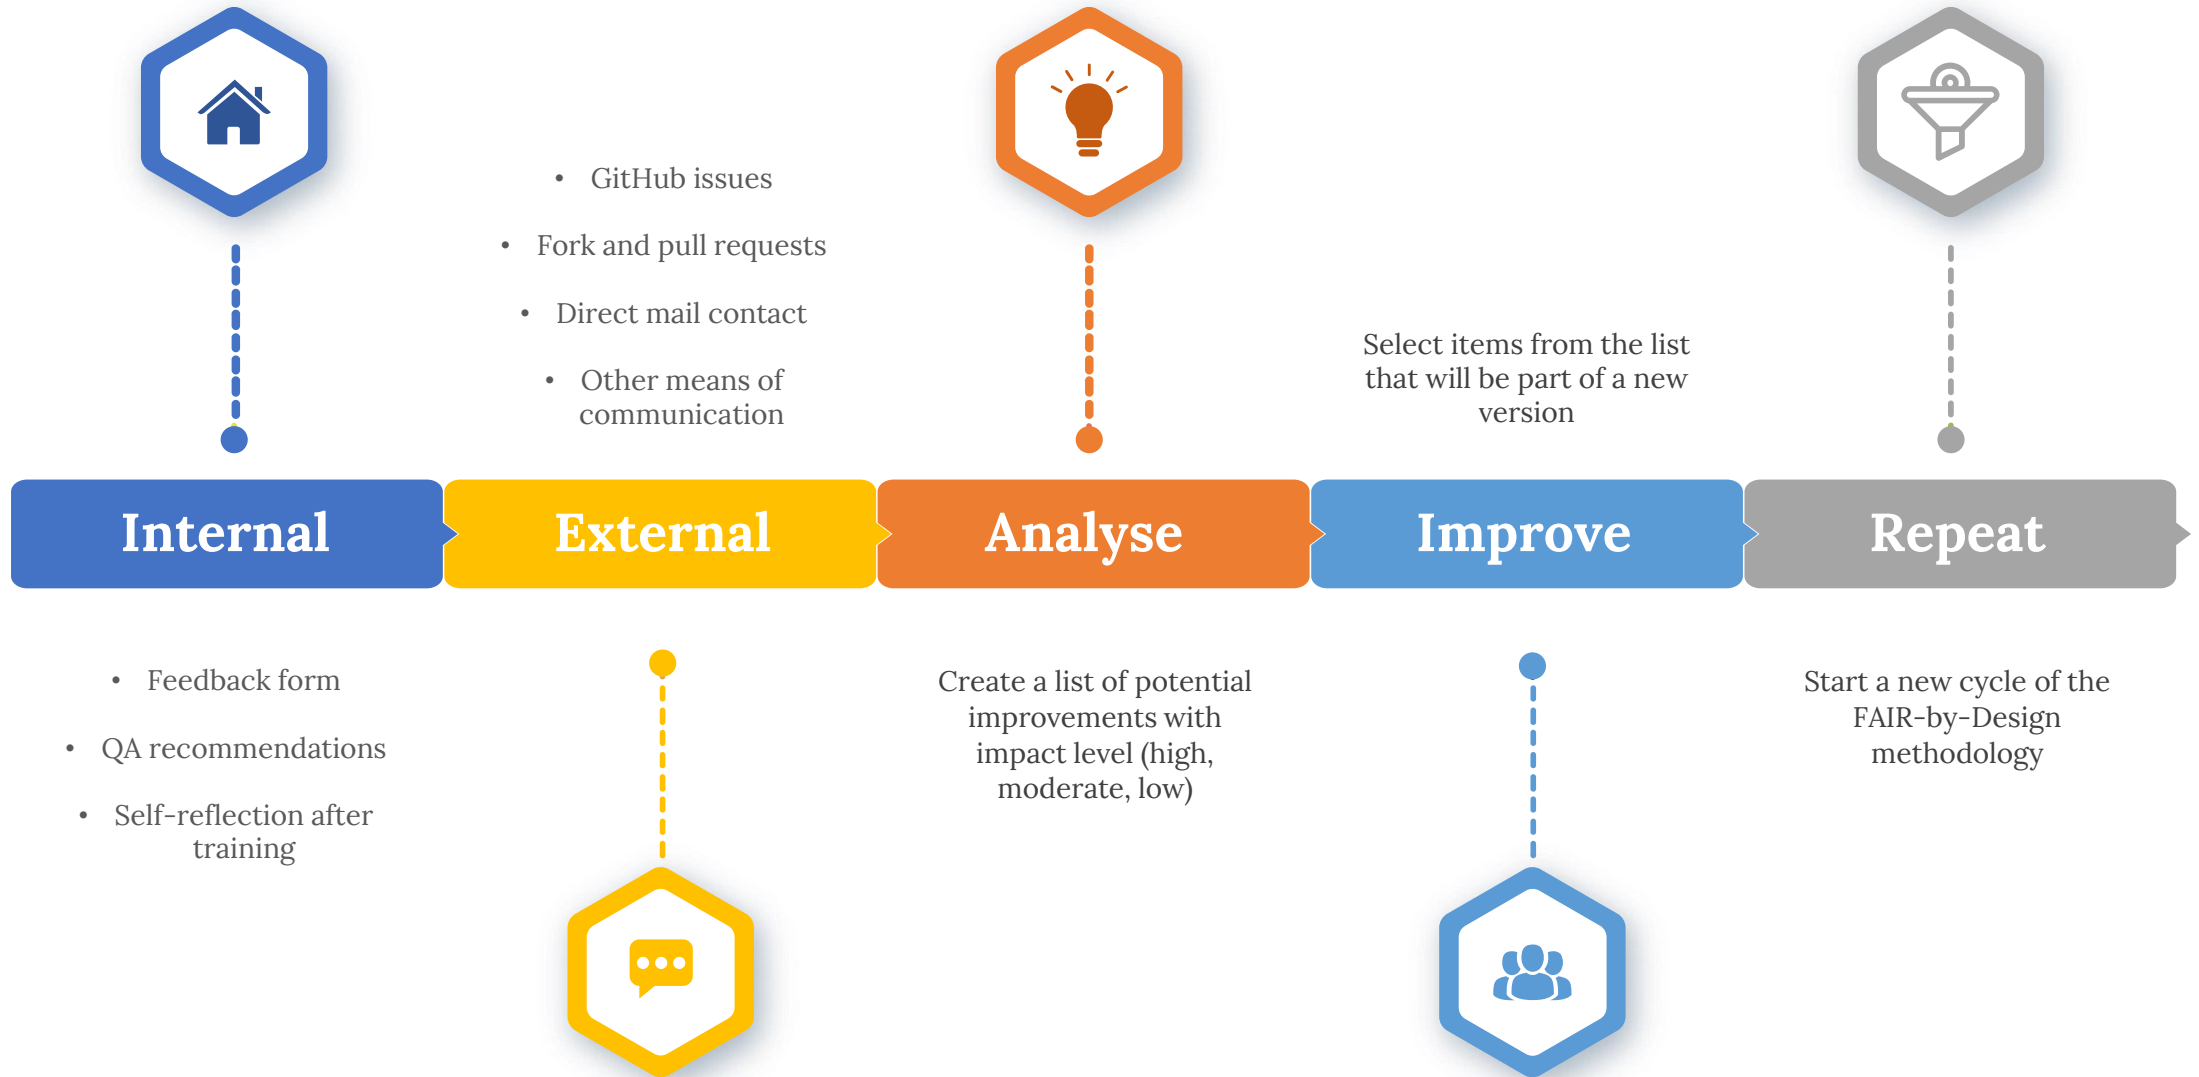 • GitHub issues
• Fork and pull requests
• Direct mail contact
• Other means of
communication
Select items from the list
that will be part of a new
version
Internal
External
Analyse
Improve
Repeat
• Feedback form
• QA recommendations
• Self-reflection after
training
Create a list of potential
improvements with
impact level (high,
moderate, low)
Start a new cycle of the
FAIR-by-Design
methodology